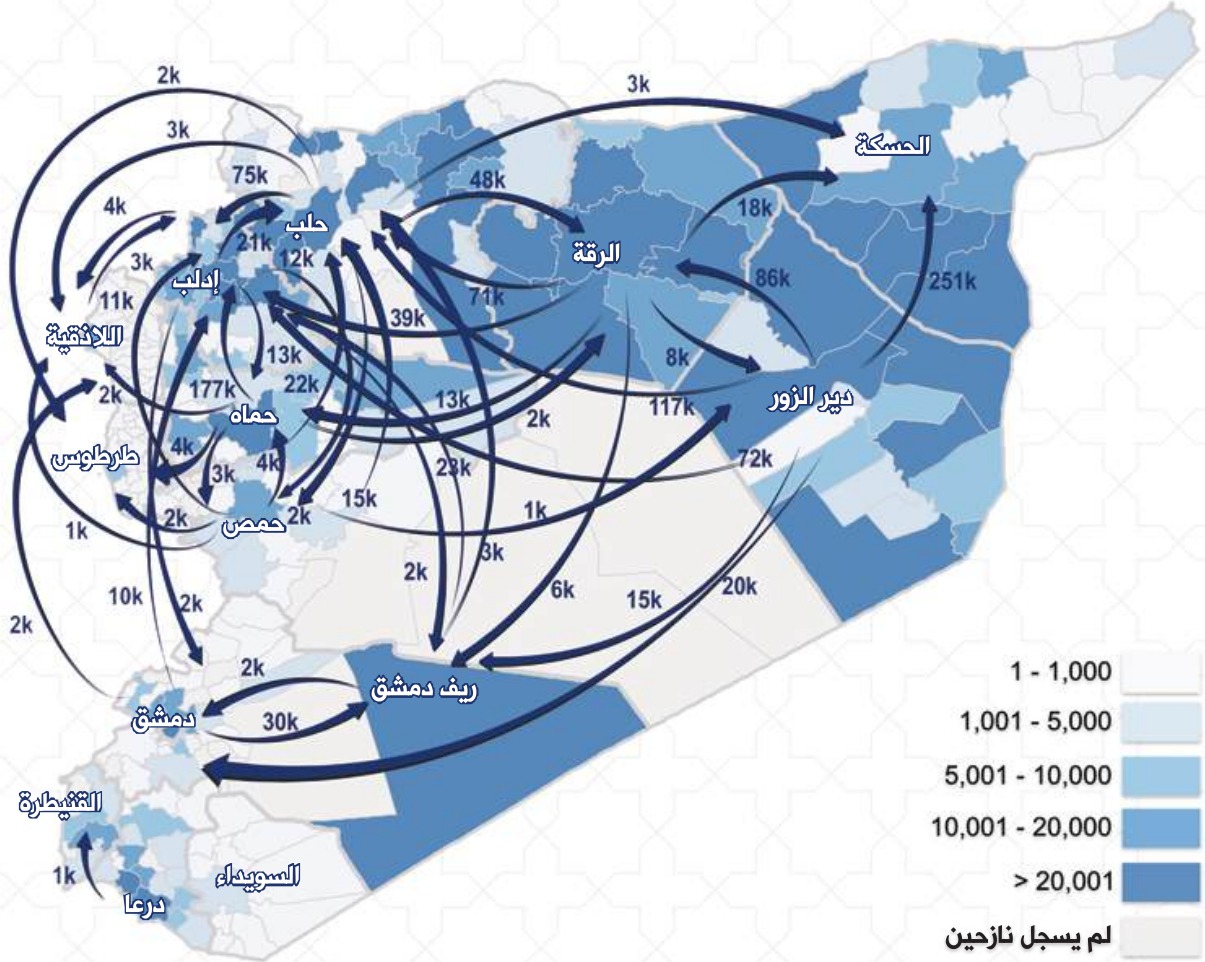 2k
3k
3k
الحسكة
75k
48k
4k
18k
حلب
21k
12k
الرقة
3k
إدلب
86k
251k
11k
71k
39k
اللاذقية
13k
8k
177k
22k
13k
دير الزور
2k
117k
حماه
2k
طرطوس
4k
4k
72k
3k
23k
15k
2k
2k
1k
حمص
1k
3k
2k
6k
10k
2k
15k
20k
2k
2k
1 - 1,000
ريف دمشق
دمشق
30k
1,001 - 5,000
5,001 - 10,000
القنيطرة
10,001 - 20,000
1k
السويداء
> 20,001
درعا
لم يسجل نازحين